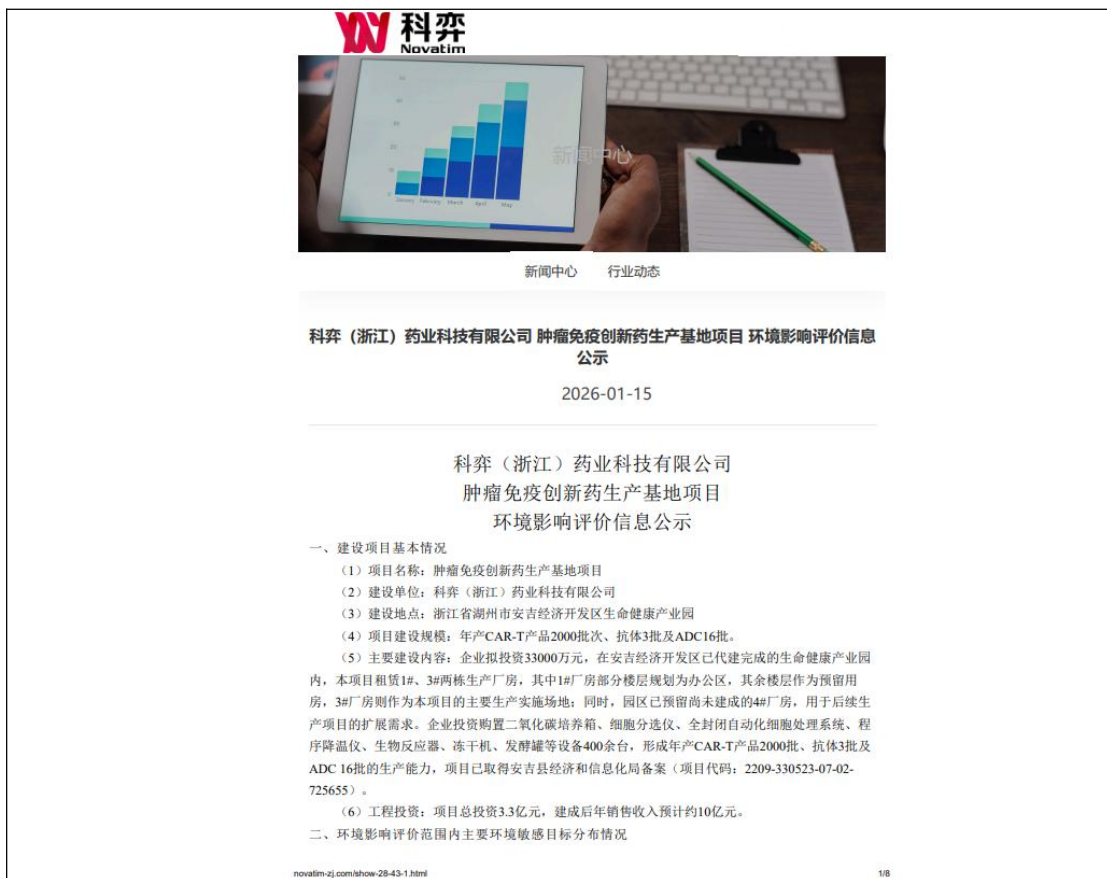 科弈
Novatim
50
40
30
20
10
0
January February March April May
新闻中心
新闻中心 行业动态
科弈（浙江）药业科技有限公司 肿瘤免疫创新药生产基地项目 环境影响评价信息
公示
2026-01-15
科弈（浙江）药业科技有限公司
肿瘤免疫创新药生产基地项目
环境影响评价信息公示
一、建设项目基本情况
（1）项目名称：肿瘤免疫创新药生产基地项目
（2）建设单位：科弈（浙江）药业科技有限公司
（3）建设地点：浙江省湖州市安吉经济开发区生命健康产业园
（4）项目建设规模：年产CAR-T产品2000批次、抗体3批及ADC16批。
（5）主要建设内容：企业拟投资33000万元，在安吉经济开发区已代建完成的生命健康产业园
内，本项目租赁1#、3#两栋生产厂房，其中1#厂房部分楼层规划为办公区，其余楼层作为预留用
房，3#厂房则作为本项目的主要生产实施场地；同时，园区已预留尚未建成的4#厂房，用于后续生
产项目的扩展需求。企业投资购置二氧化碳培养箱、细胞分选仪、全封闭自动化细胞处理系统、程
序降温仪、生物反应器、冻干机、发酵罐等设备400余台，形成年产CAR-T产品2000批、抗体3批及
ADC 16批的生产能力，项目已取得安吉县经济和信息化局备案（项目代码：2209-330523-07-02-
725655）。
（6）工程投资：项目总投资3.3亿元，建成后年销售收入预计约10亿元。
二、环境影响评价范围内主要环境敏感目标分布情况
novatim-zj.com/show-28-43-1.html 1/8